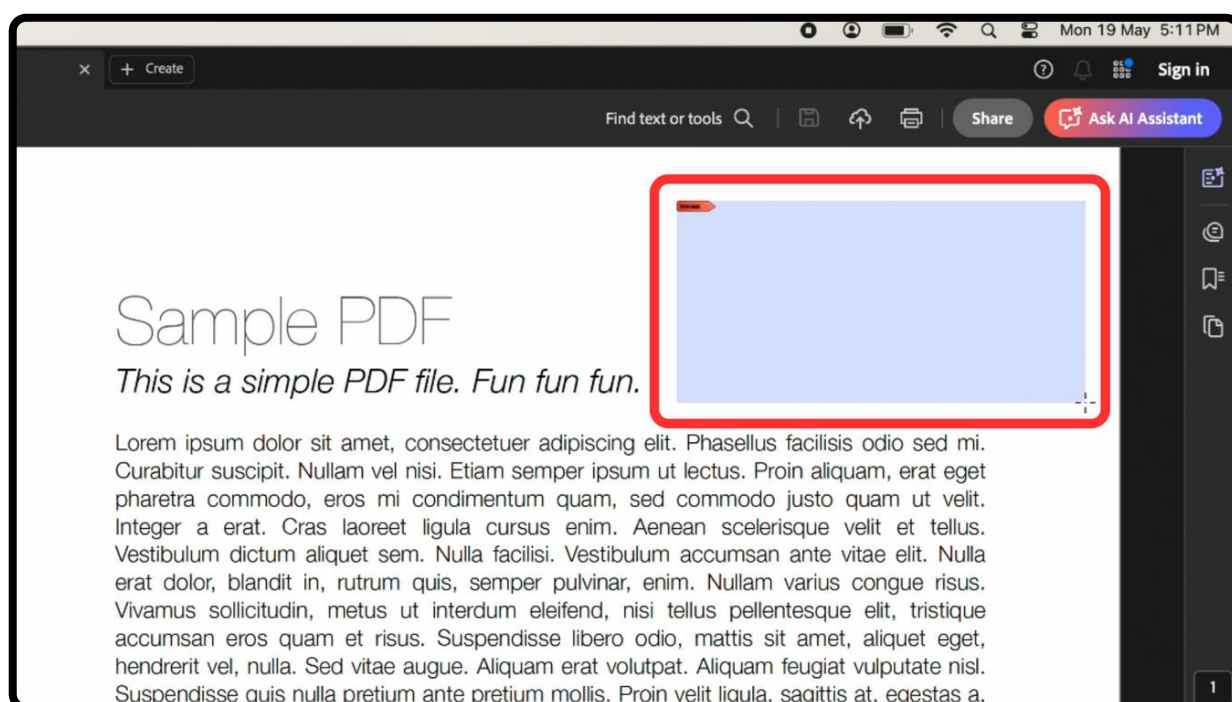 Mon 19 May 5:11 PM
× + Create
Sign in
Find text or tools
Share
Ask AI Assistant
Sample PDF
This is a simple PDF file. Fun fun fun.
Lorem ipsum dolor sit amet, consectetuer adipiscing elit. Phasellus facilisis odio sed mi.
Curabitur suscipit. Nullam vel nisi. Etiam semper ipsum ut lectus. Proin aliquam, erat eget
pharetra commodo, eros mi condimentum quam, sed commodo justo quam ut velit.
Integer a erat. Cras laoreet ligula cursus enim. Aenean scelerisque velit et tellus.
Vestibulum dictum aliquet sem. Nulla facilisi. Vestibulum accumsan ante vitae elit. Nulla
erat dolor, blandit in, rutrum quis, semper pulvinar, enim. Nullam varius congue risus.
Vivamus sollicitudin, metus ut interdum eleifend, nisi tellus pellentesque elit, tristique
accumsan eros quam et risus. Suspendisse libero odio, mattis sit amet, aliquet eget,
hendrerit vel, nulla. Sed vitae augue. Aliquam erat volutpat. Aliquam feugiat vulputate nisl.
Suspendisse quis nulla pretium ante pretium mollis. Proin velit ligula, sagittis at, egestas a,
1